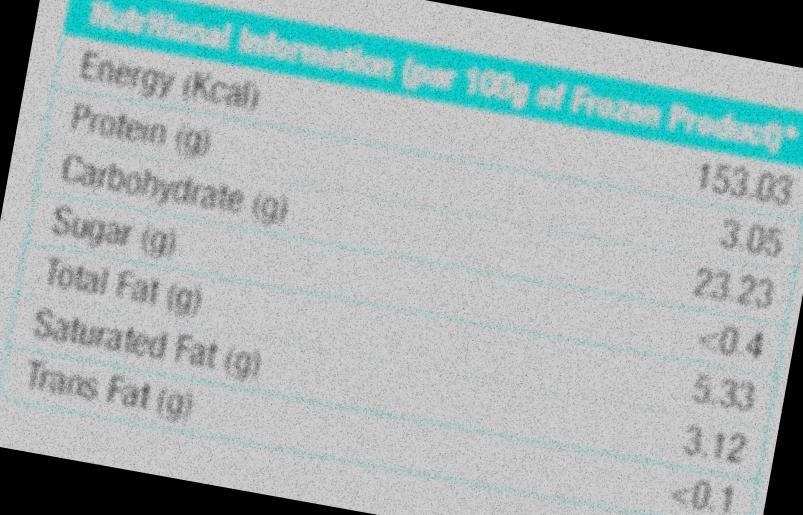 Nutritional Information (per 100g of Frozen Product)*
Energy (Kcal) 153.03
Protein (g) 3.05
Carbohydrate (g) 23.23
Sugar (g) <0.4
Total Fat (g) 5.33
Saturated Fat (g) 3.12
Trans Fat (g) <0.1